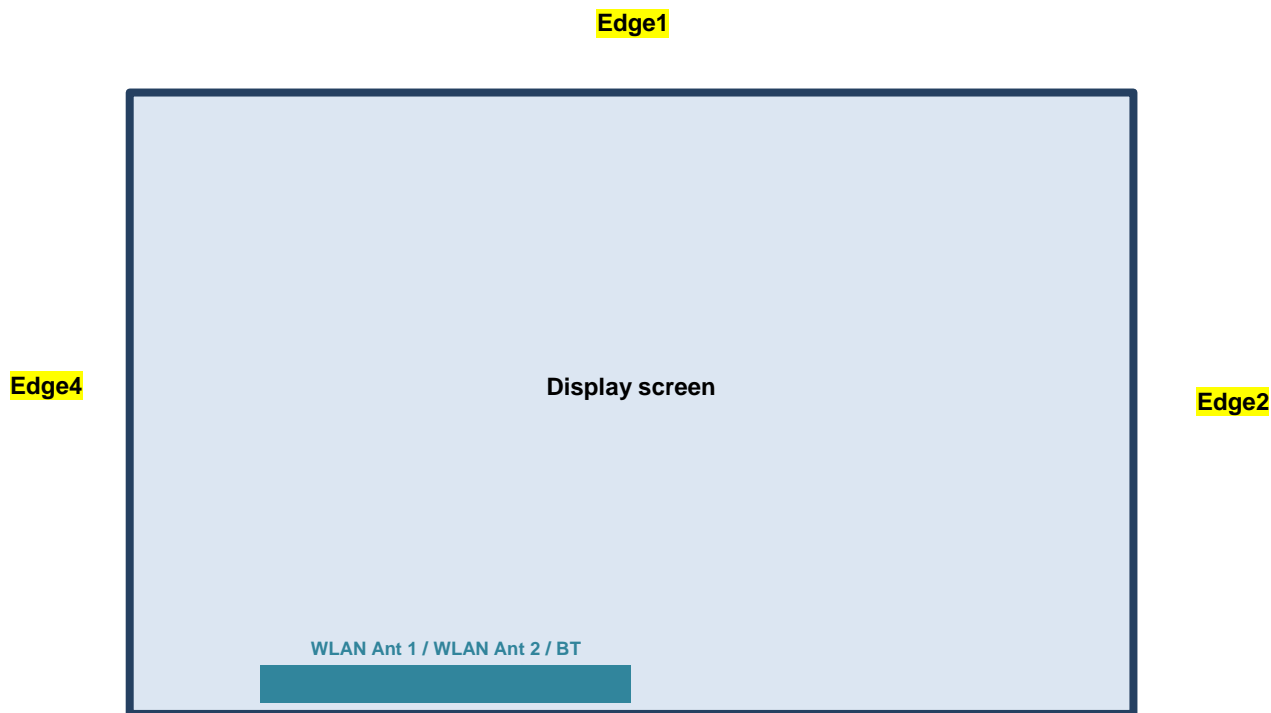 Edge1
Edge4
Display screen
Edge2
WLAN Ant 1 / WLAN Ant 2 / BT